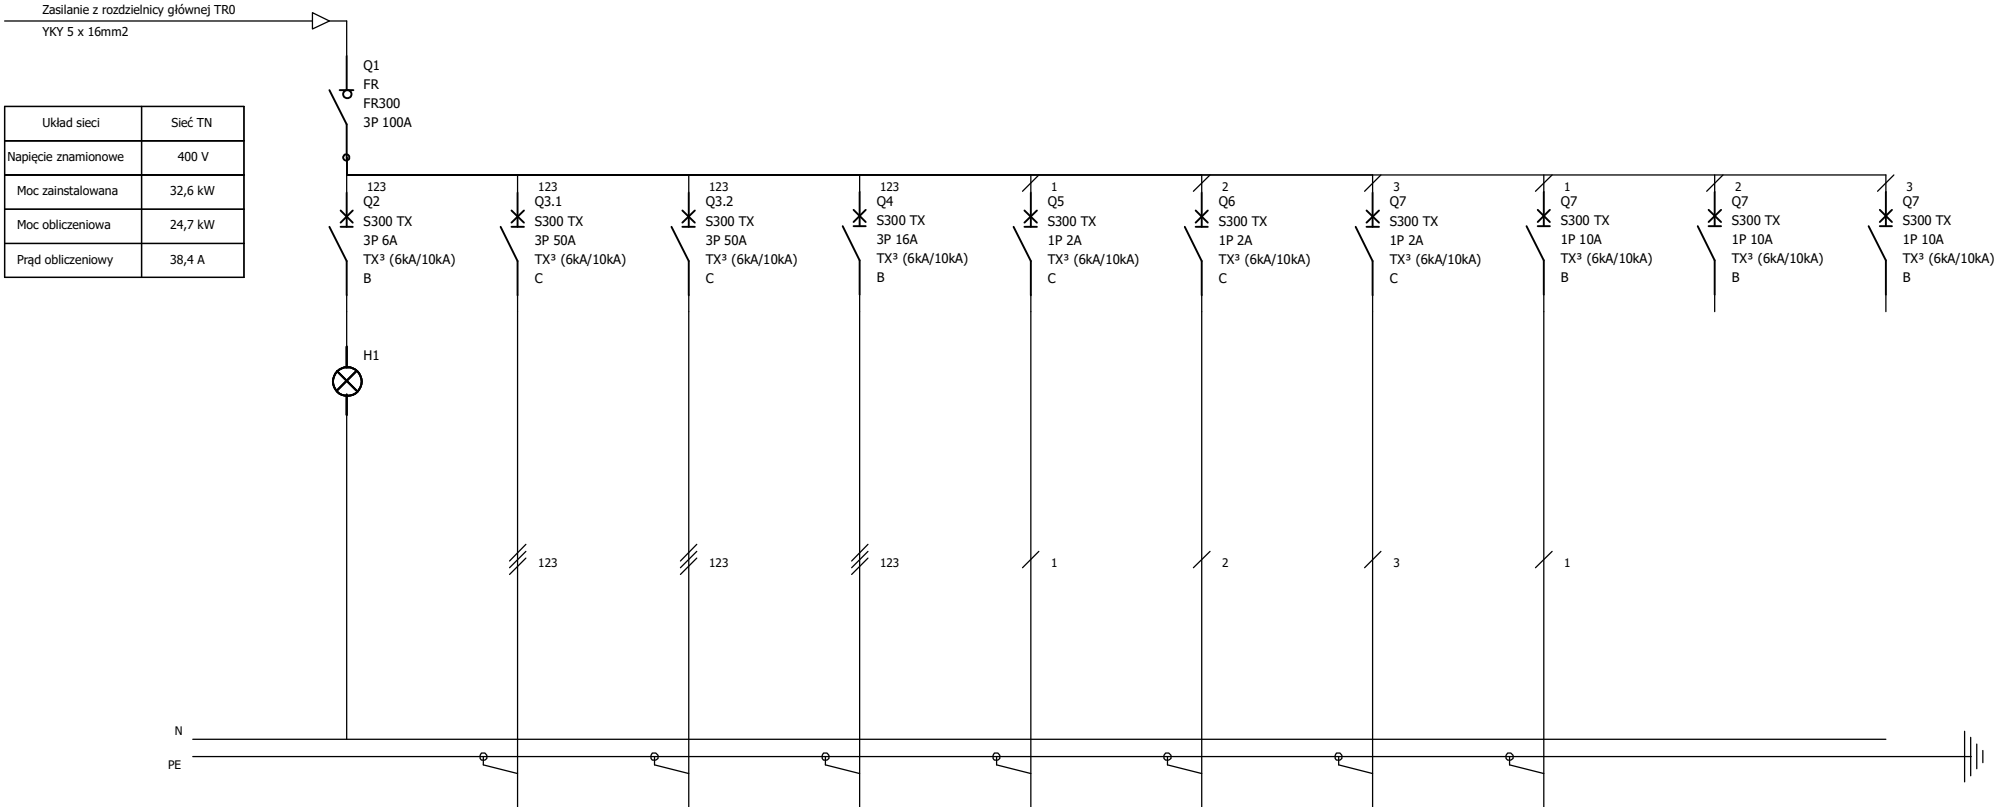 Zasilanie z rozdzielnicy głównej TR0
YKY 5 x 16mm2
Q1
FR
FR300
3P 100A
Układ sieci Sieć TN
Napięcie znamionowe 400 V
Moc zainstalowana 32,6 kW
Moc obliczeniowa 24,7 kW
Prąd obliczeniowy 38,4 A
123
Q2
S300 TX
3P 6A
TX³ (6kA/10kA)
B
123
Q3.1
S300 TX
3P 50A
TX³ (6kA/10kA)
C
123
Q3.2
S300 TX
3P 50A
TX³ (6kA/10kA)
C
123
Q4
S300 TX
3P 16A
TX³ (6kA/10kA)
B
1
Q5
S300 TX
1P 2A
TX³ (6kA/10kA)
C
2
Q6
S300 TX
1P 2A
TX³ (6kA/10kA)
C
3
Q7
S300 TX
1P 2A
TX³ (6kA/10kA)
C
1
Q7
S300 TX
1P 10A
TX³ (6kA/10kA)
B
2
Q7
S300 TX
1P 10A
TX³ (6kA/10kA)
B
3
Q7
S300 TX
1P 10A
TX³ (6kA/10kA)
B
H1
123
123
123
1
2
3
1
N
PE